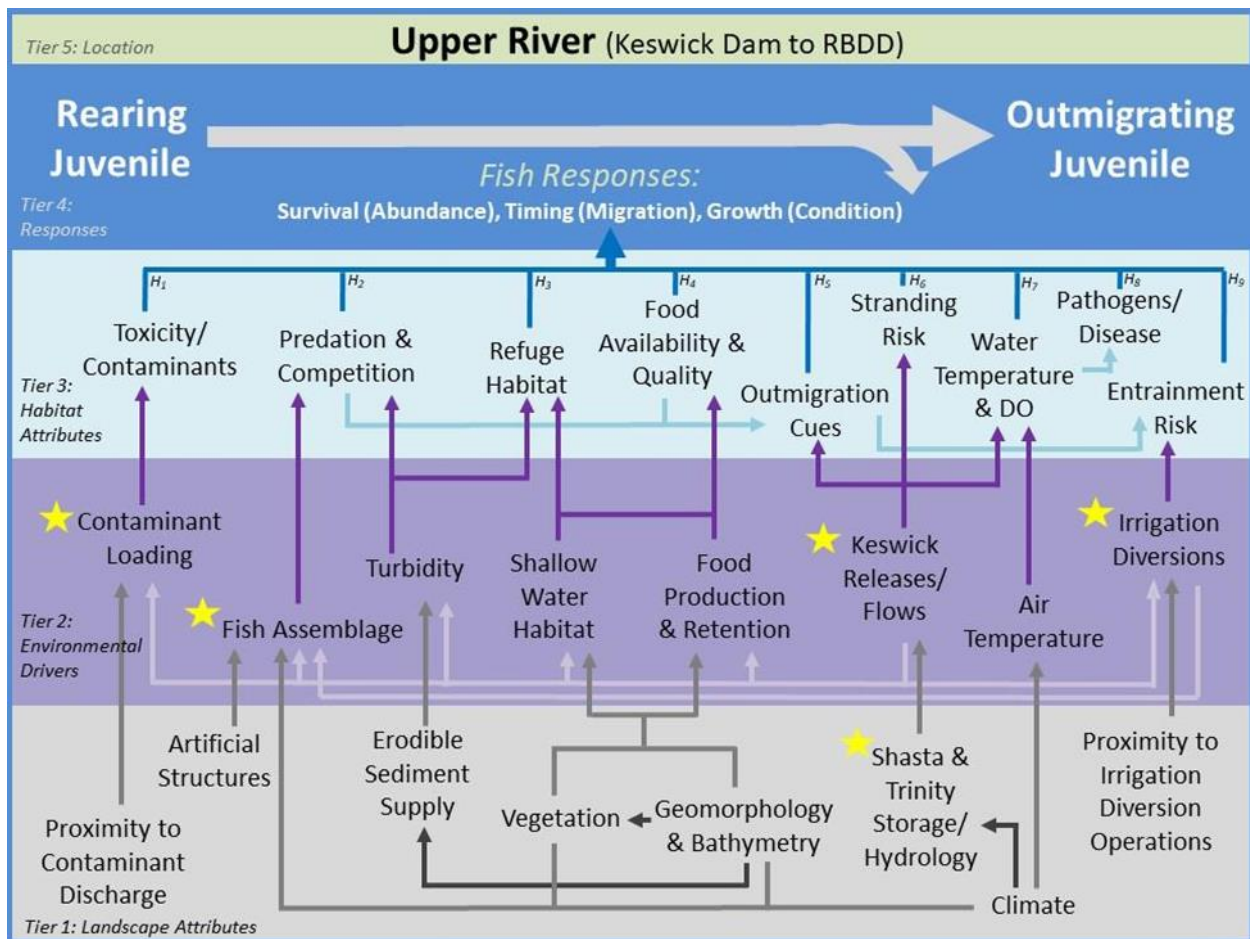 Tier 5: Location
Upper River (Keswick Dam to RBDD)
Rearing
Juvenile
Outmigrating
Juvenile
Fish Responses:
Survival (Abundance), Timing (Migration), Growth (Condition)
Tier 4:
Responses
H1
H2
H3
H4
H5
H6
H7
H8
H9
Toxicity/
Contaminants
Predation &
Competition
Refuge
Habitat
Food
Availability &
Quality
Outmigration
Cues
Stranding
Risk
Water
Temperature
& DO
Pathogens/
Disease
Entrainment
Risk
Tier 3:
Habitat
Attributes
Contaminant
Loading
Fish Assemblage
Turbidity
Shallow
Water
Habitat
Food
Production
& Retention
Keswick
Releases/
Flows
Air
Temperature
Irrigation
Diversions
Tier 2:
Environmental
Drivers
Proximity to
Contaminant
Discharge
Artificial
Structures
Erodible
Sediment
Supply
Vegetation
Geomorphology
& Bathymetry
Shasta &
Trinity
Storage/
Hydrology
Climate
Proximity to
Irrigation
Diversion
Operations
Tier 1: Landscape Attributes